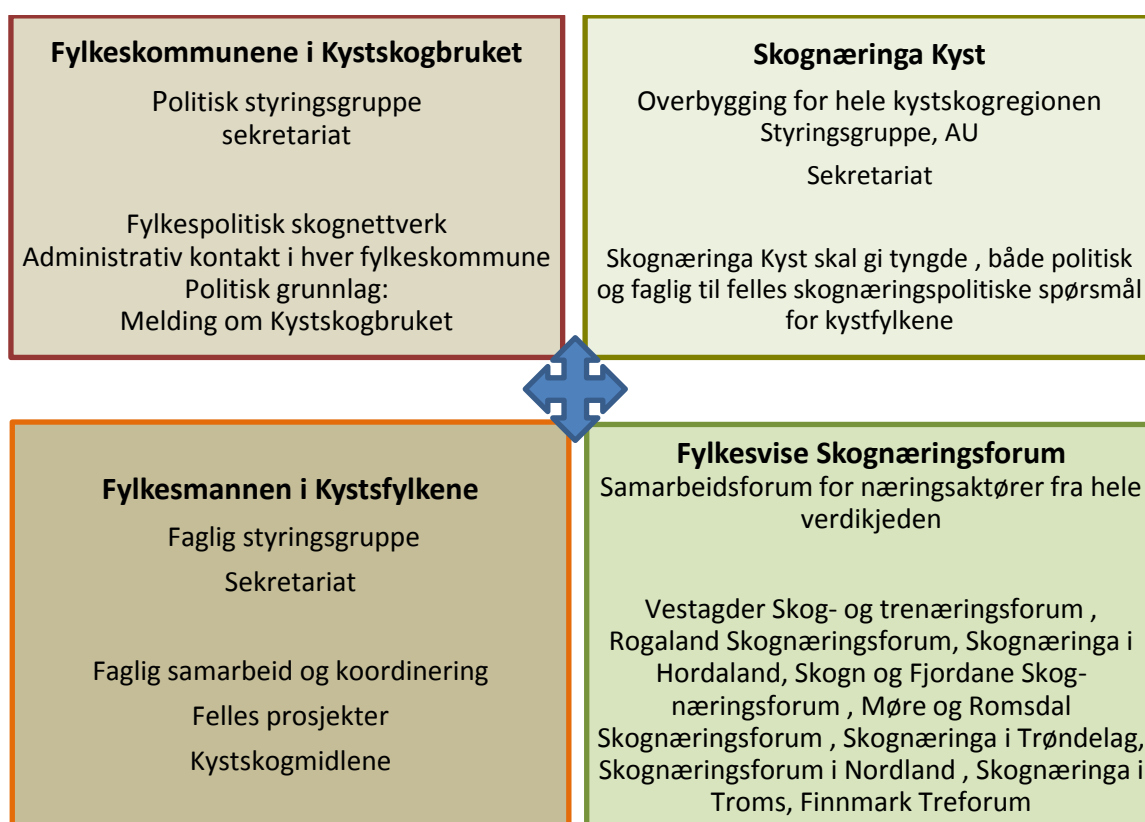 Fylkeskommunene i Kystskogbruket
Politisk styringsgruppe
sekretariat
Fylkespolitisk skognettverk
Administrativ kontakt i hver fylkeskommune
Politisk grunnlag:
Melding om Kystskogbruket
Skognæringa Kyst
Overbygging for hele kystskogregionen
Styringsgruppe, AU
Sekretariat
Skognæringa Kyst skal gi tyngde , både politisk
og faglig til felles skognæringspolitiske spørsmål
for kystfylkene
Fylkesmannen i Kystsfylkene
Faglig styringsgruppe
Sekretariat
Faglig samarbeid og koordinering
Felles prosjekter
Kystskogmidlene
Fylkesvise Skognæringsforum
Samarbeidsforum for næringsaktører fra hele
verdikjeden
Vestagder Skog- og trenæringsforum ,
Rogaland Skognæringsforum, Skognæringa i
Hordaland, Skogn og Fjordane Skog-
næringsforum , Møre og Romsdal
Skognæringsforum , Skognæringa i Trøndelag,
Skognæringsforum i Nordland , Skognæringa i
Troms, Finnmark Treforum